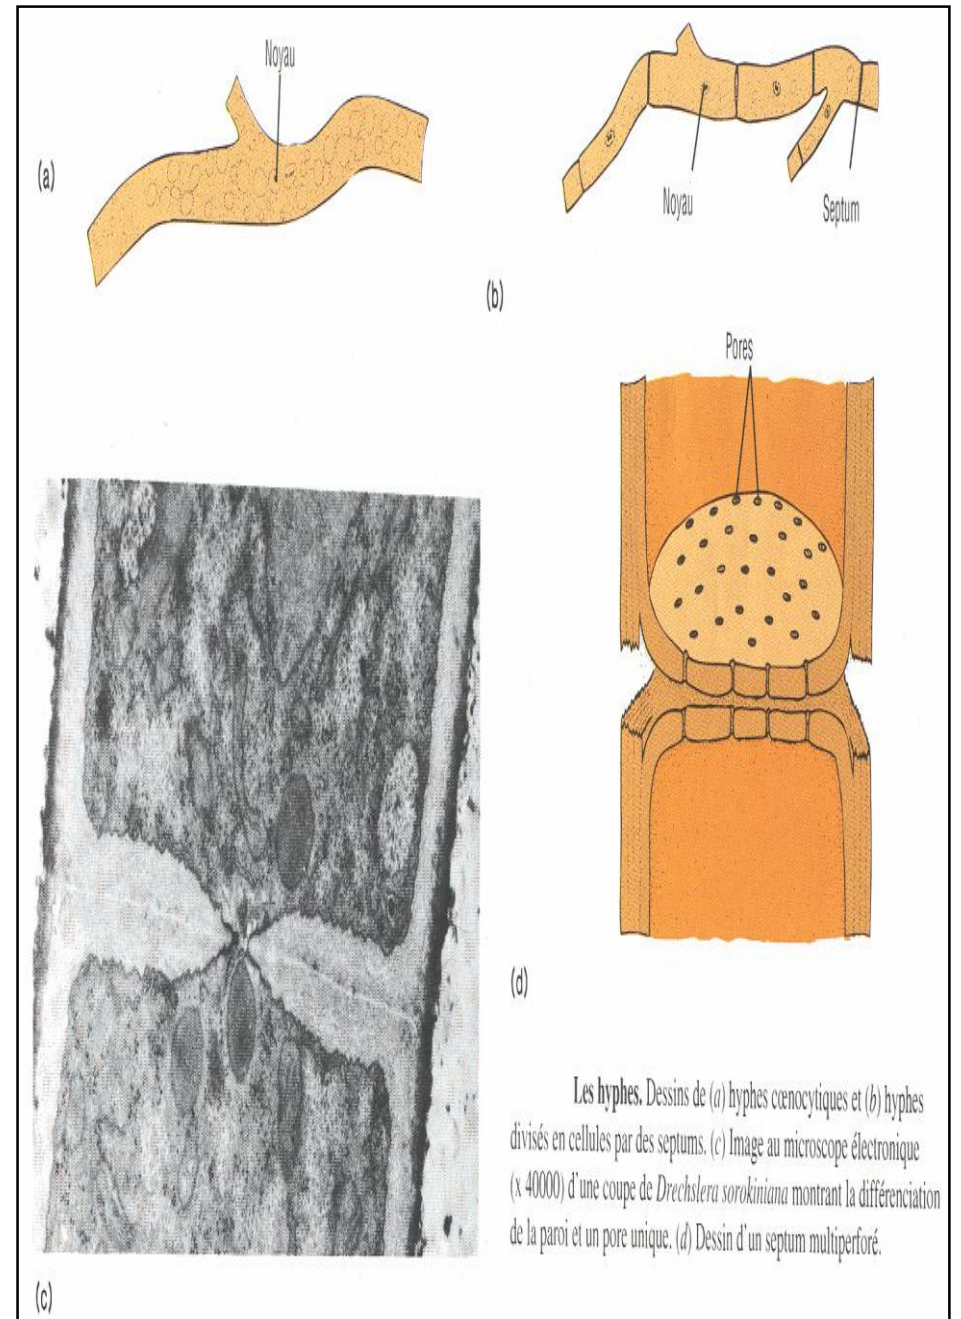 Noyau
(a)
Noyau
Septum
(b)
Pores
(c)
(d)
Les hyphes. Dessins de (a) hyphes cœnocytiques et (b) hyphes
divisés en cellules par des septums. (c) Image au microscope électronique
(x 40000) d'une coupe de Drechslera sorokiniana montrant la différenciation
de la paroi et un pore unique. (d) Dessin d'un septum multiperforé.